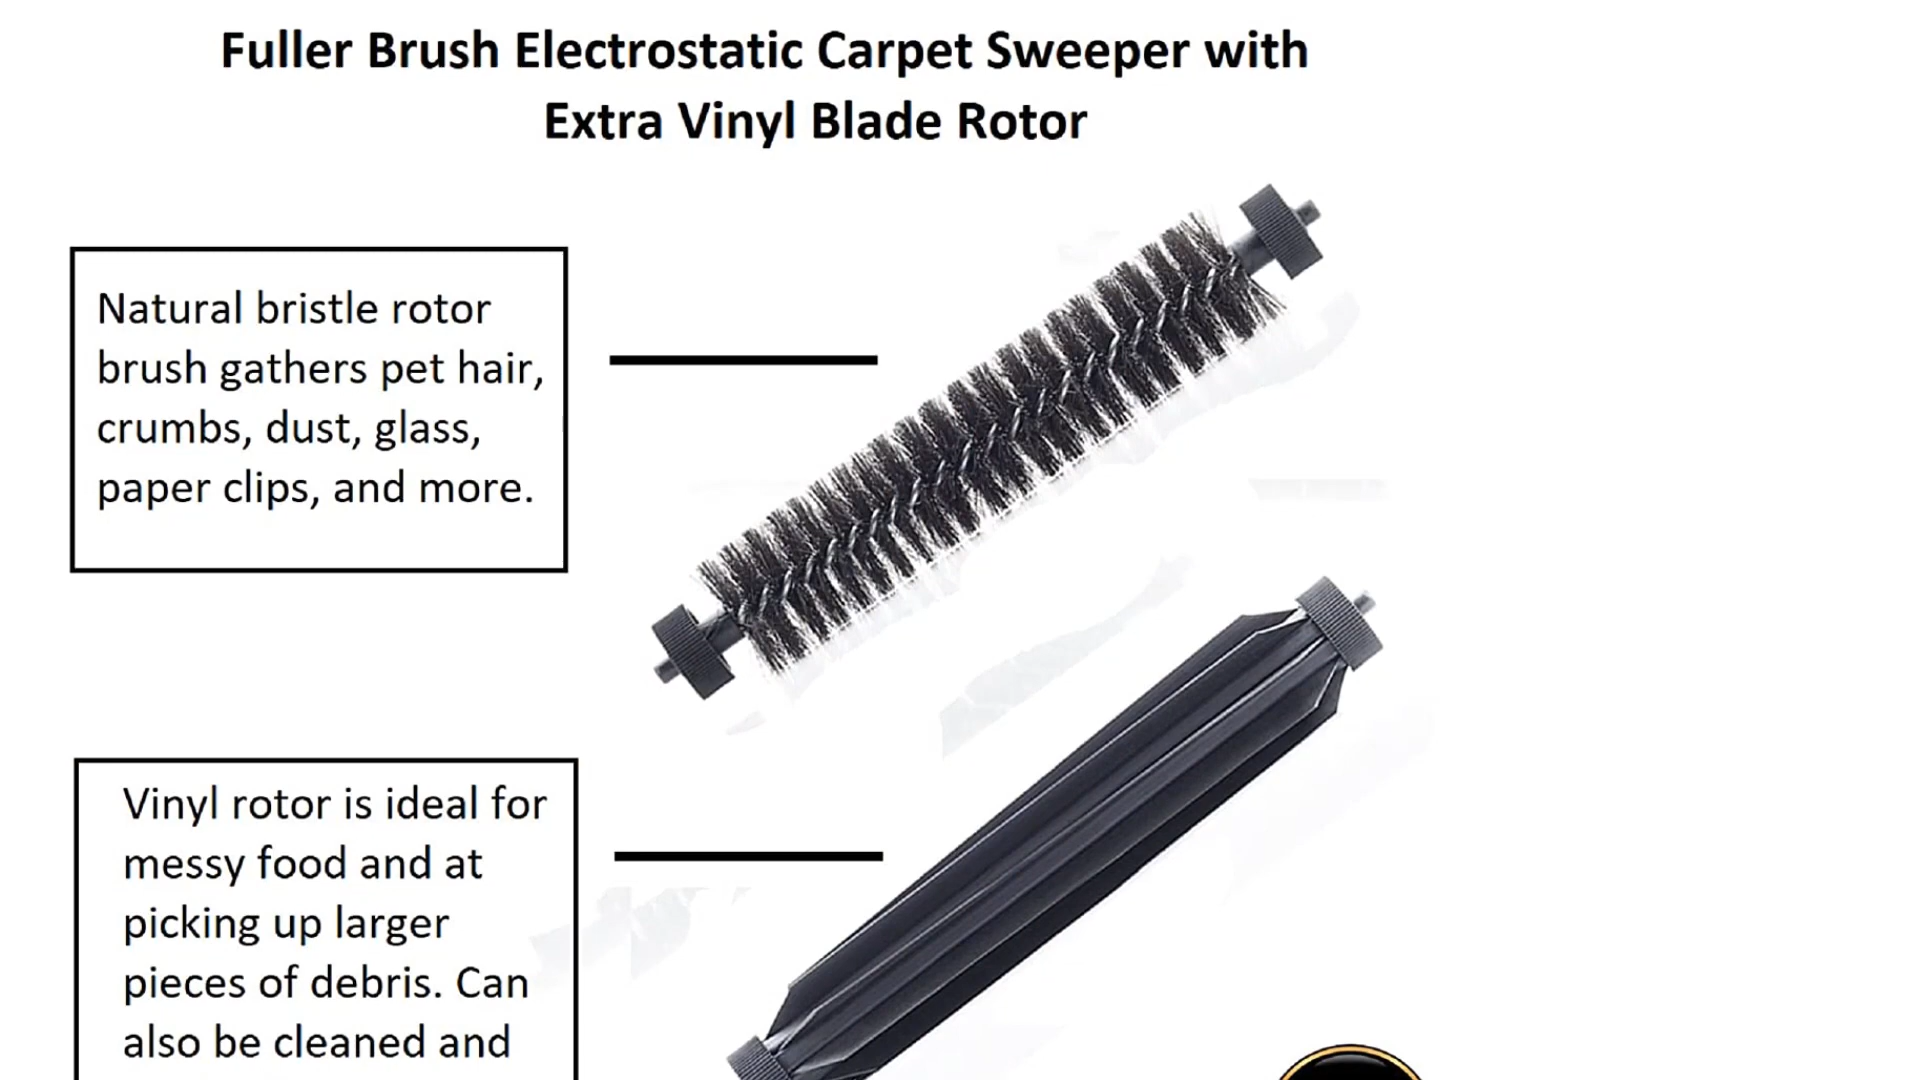 Fuller Brush Electrostatic Carpet Sweeper with
Extra Vinyl Blade Rotor
Natural bristle rotor
brush gathers pet hair,
crumbs, dust, glass,
paper clips, and more.
Vinyl rotor is ideal for
messy food and at
picking up larger
pieces of debris. Can
also be cleaned and